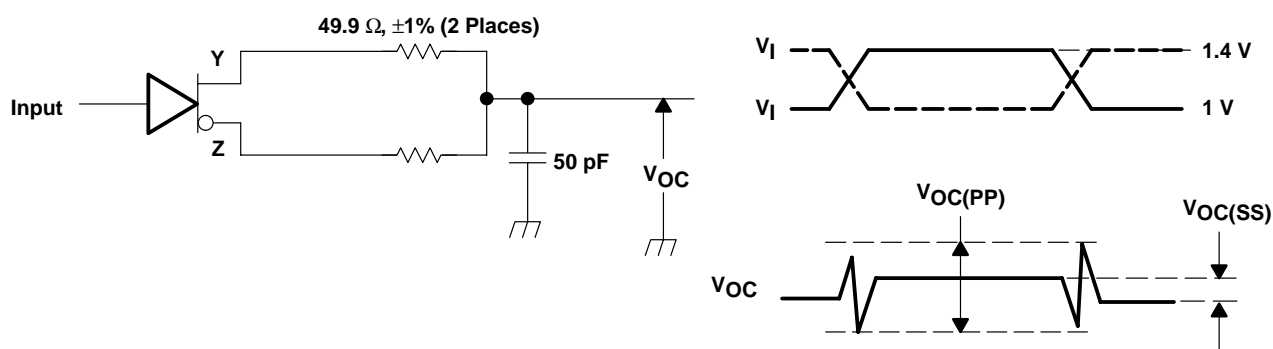 49.9 Ω, ±1% (2 Places)
Y
Input
Z
50 pF
VOC
VI
1.4 V
VI
1 V
VOC(PP)
VOC(SS)
VOC